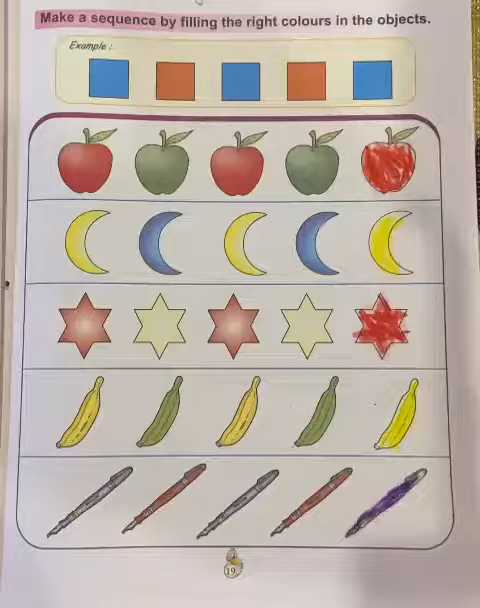 Make a sequence by filling the right colours in the objects.
Example :
19